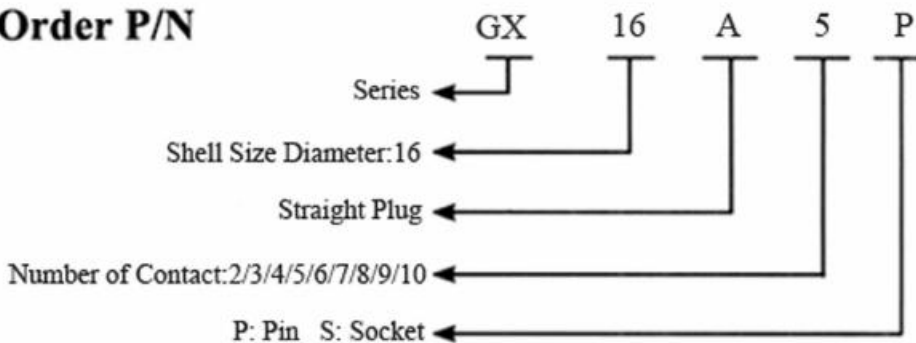 Order P/N GX 16 A 5 P
Series
Shell Size Diameter:16
Straight Plug
Number of Contact:2/3/4/5/6/7/8/9/10
P: Pin S: Socket